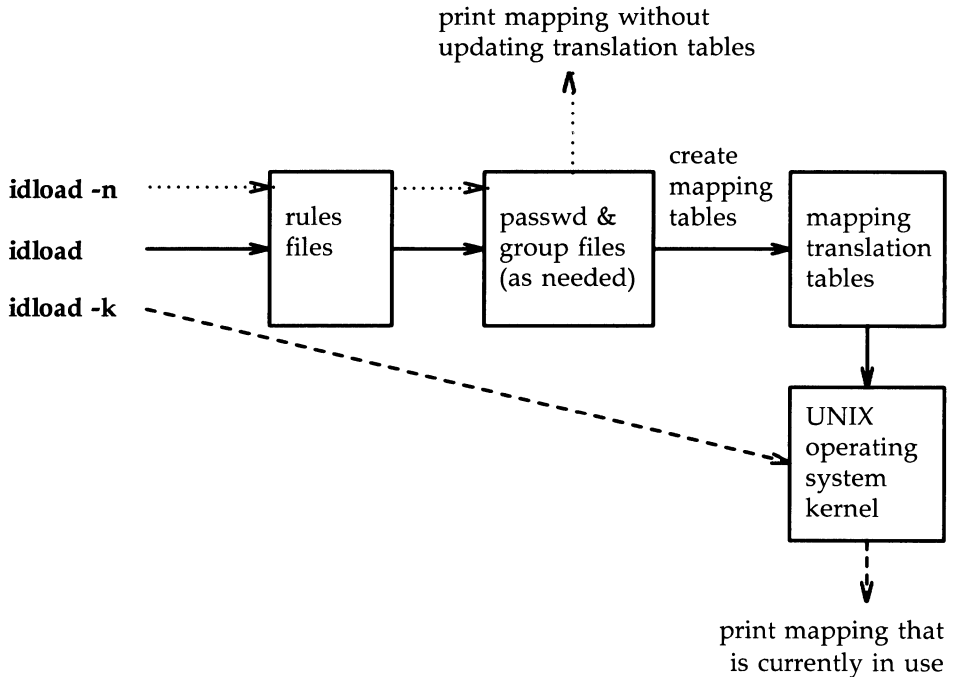 print mapping without
updating translation tables
create
mapping
tables
idload -n
idload
idload -k
rules
files
passwd &
group files
(as needed)
mapping
translation
tables
UNIX
operating
system
kernel
print mapping that
is currently in use